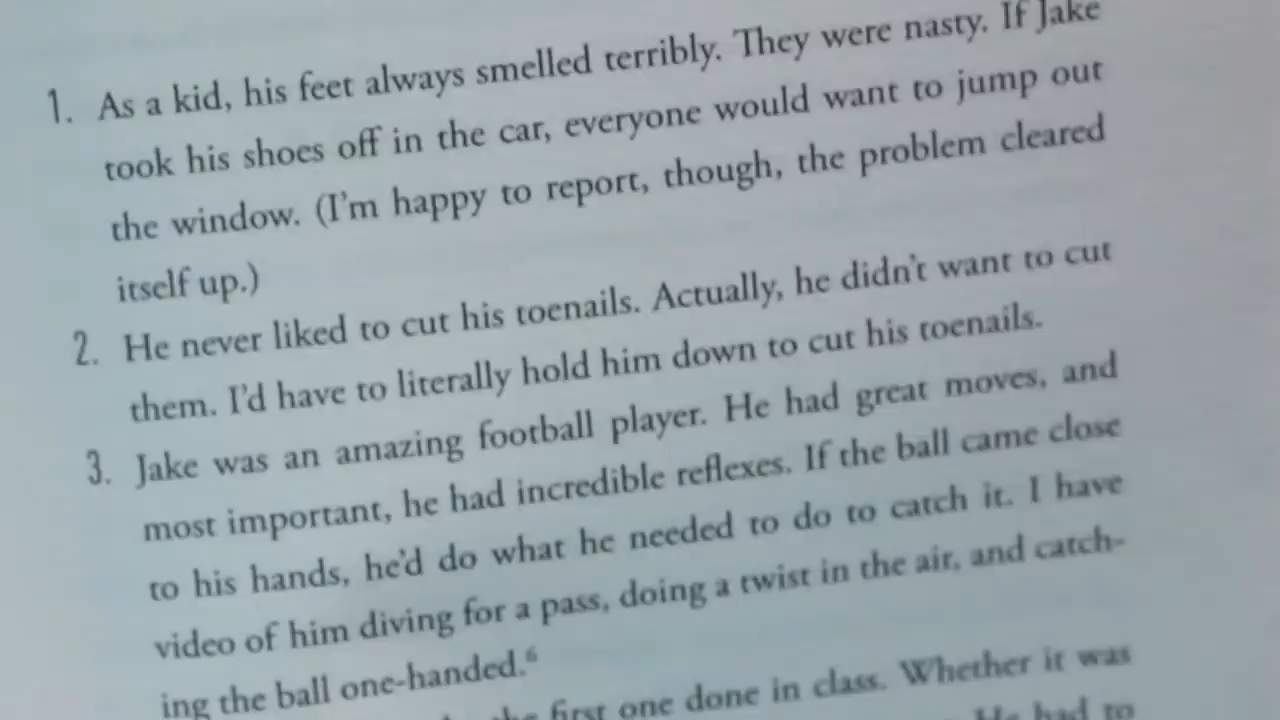 1. As a kid, his feet always smelled terribly. They were nasty. If Jake
took his shoes off in the car, everyone would want to jump out
the window. (I'm happy to report, though, the problem cleared
itself up.)
2. He never liked to cut his toenails. Actually, he didn't want to cut
them. I'd have to literally hold him down to cut his toenails.
3. Jake was an amazing football player. He had great moves, and
most important, he had incredible reflexes. If the ball came close
to his hands, he'd do what he needed to do to catch it. I have
video of him diving for a pass, doing a twist in the air, and catch-
ing the ball one-handed.6
the first one done in class. Whether it was
He had to